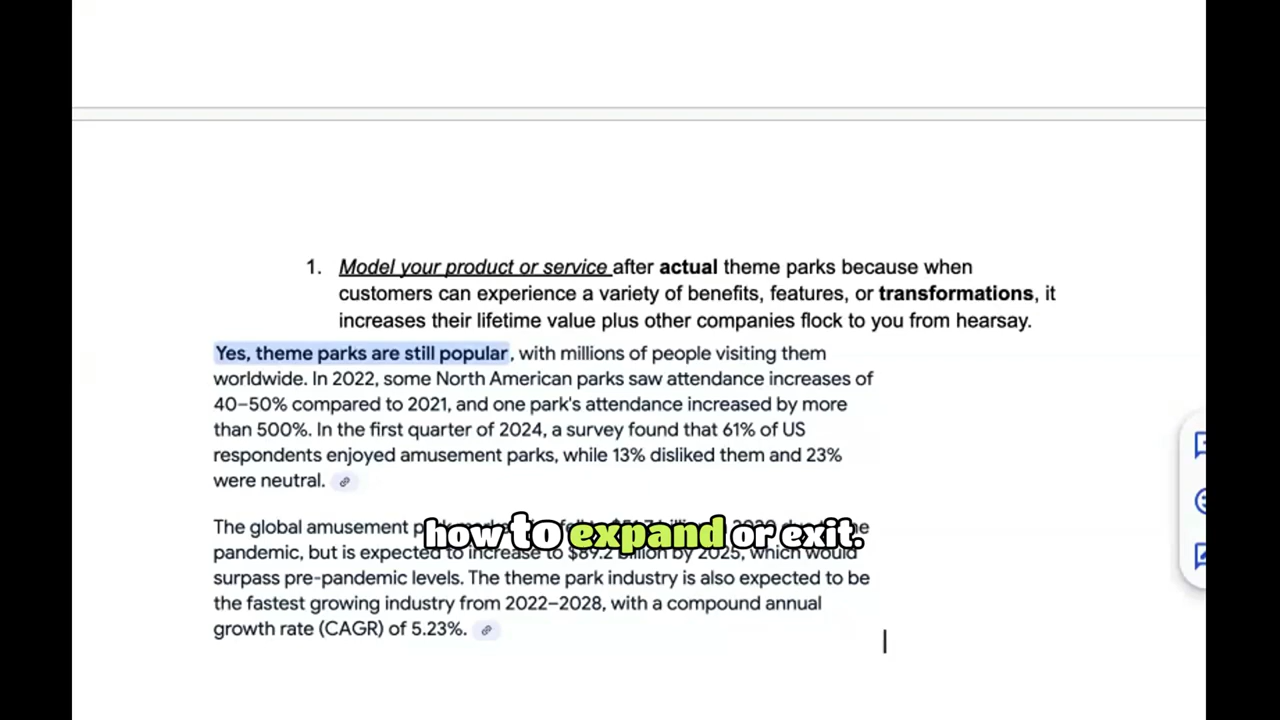 1. Model your product or service after actual theme parks because when
customers can experience a variety of benefits, features, or transformations, it
increases their lifetime value plus other companies flock to you from hearsay.
Yes, theme parks are still popular, with millions of people visiting them
worldwide. In 2022, some North American parks saw attendance increases of
40–50% compared to 2021, and one park's attendance increased by more
than 500%. In the first quarter of 2024, a survey found that 61% of US
respondents enjoyed amusement parks, while 13% disliked them and 23%
were neutral.
The global amusement
how to expand or exit.
pandemic, but is expected to increase to $89.2 billion by 2025, which would
surpass pre-pandemic levels. The theme park industry is also expected to be
the fastest growing industry from 2022–2028, with a compound annual
growth rate (CAGR) of 5.23%.